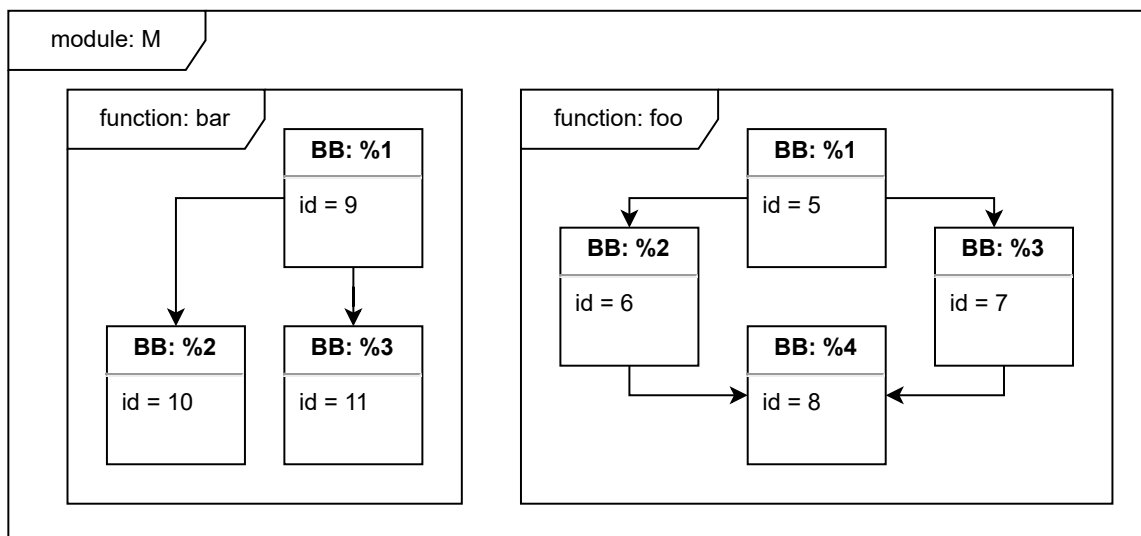 module: M
function: bar
BB: %1
id = 9
BB: %2
id = 10
BB: %3
id = 11
function: foo
BB: %1
id = 5
BB: %2
id = 6
BB: %3
id = 7
BB: %4
id = 8